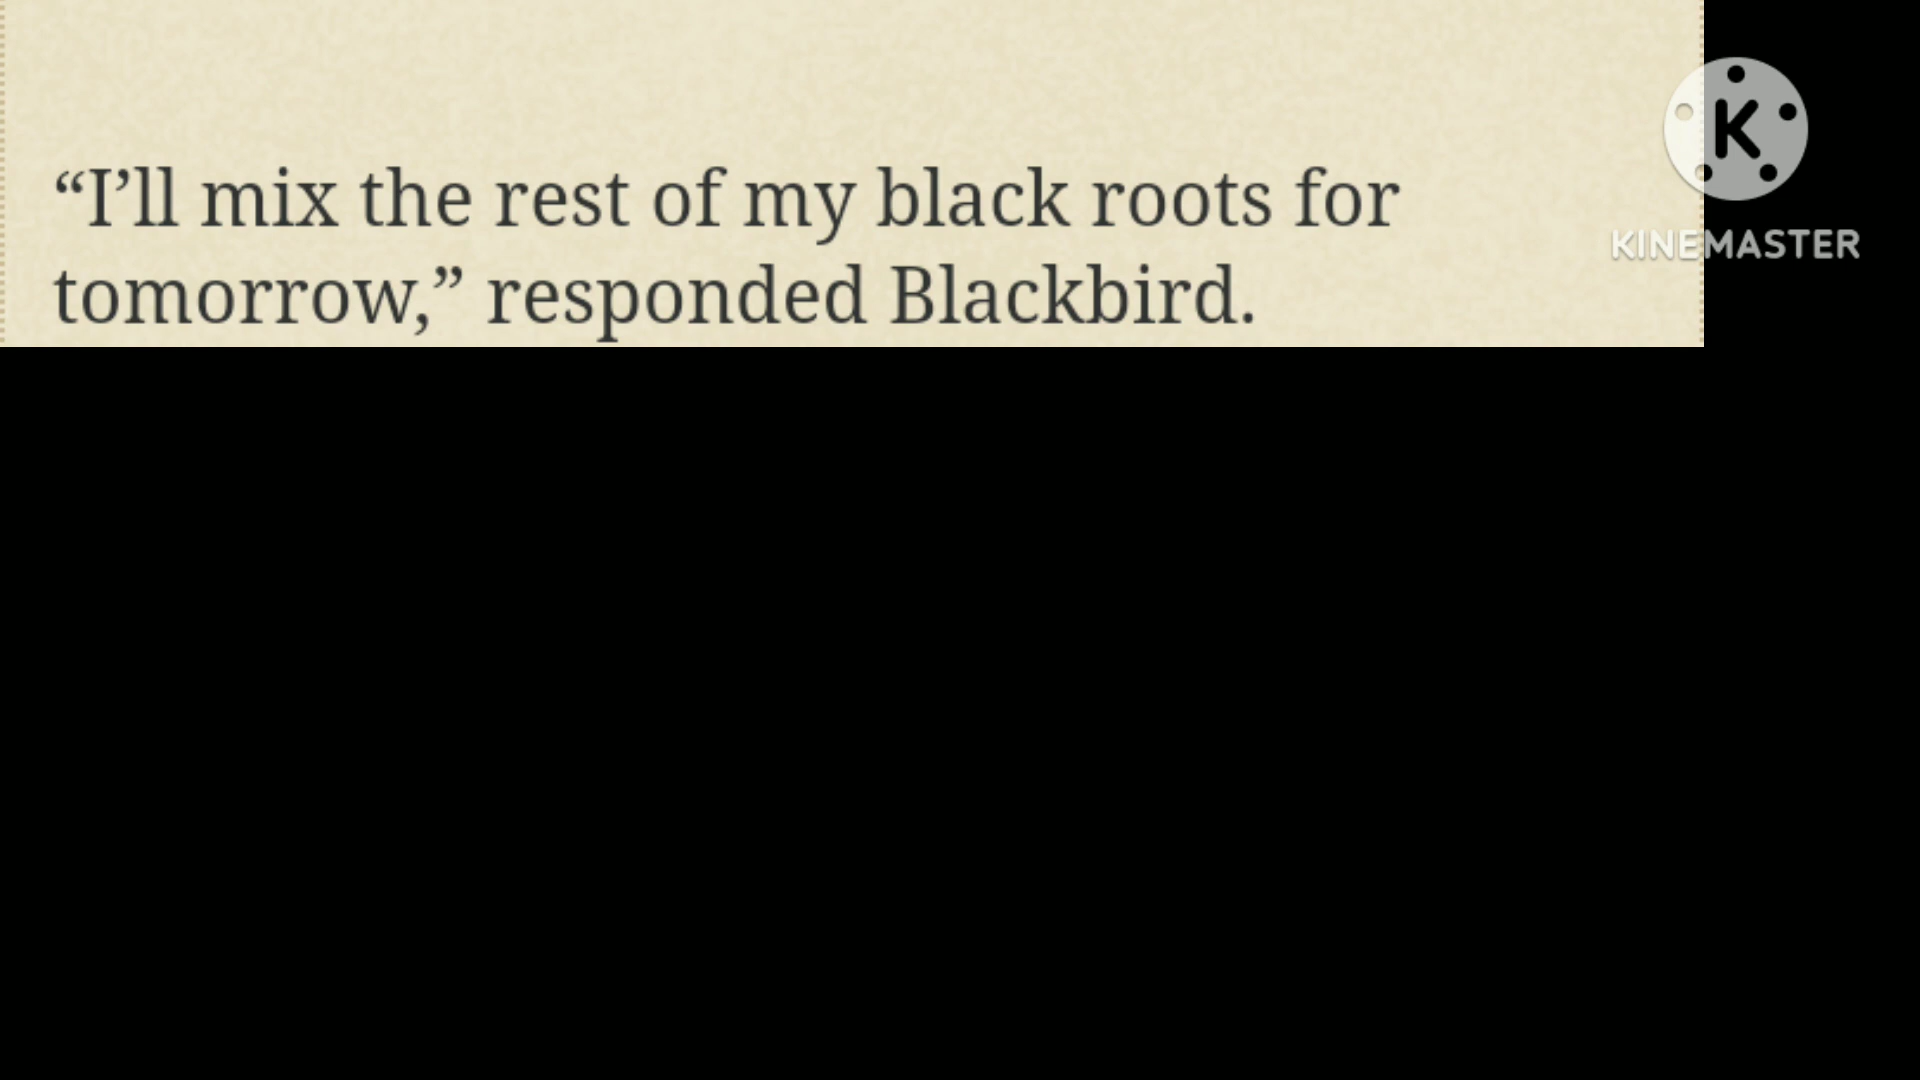 “I’ll mix the rest of my black roots for
tomorrow,” responded Blackbird.
K
KINEMASTER